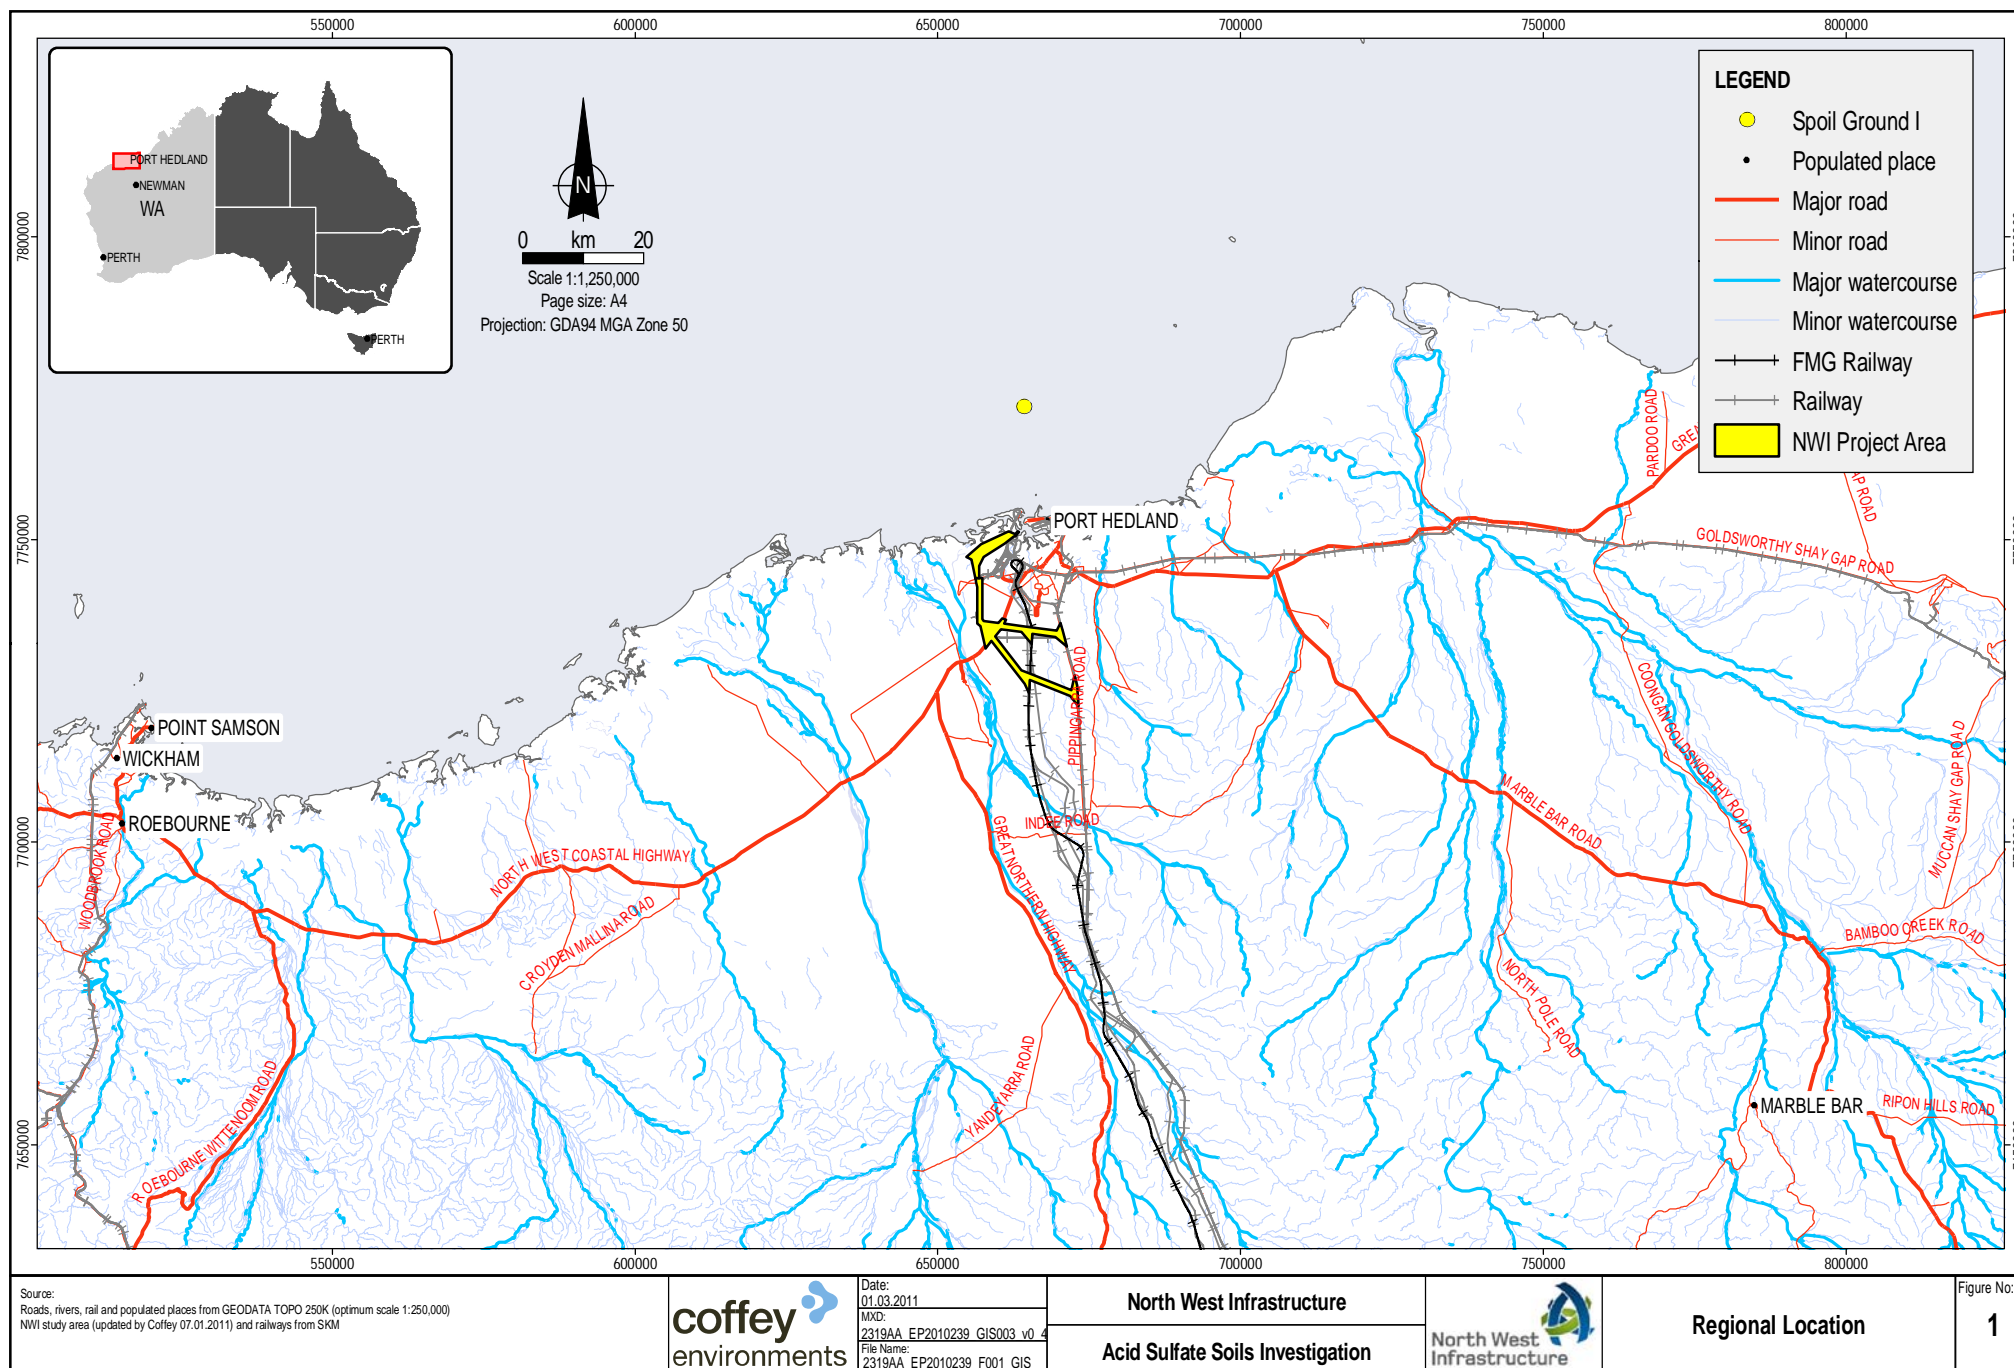 550000
600000
650000
700000
750000
800000
PORT HEDLAND
NEWMAN
WA
PERTH
PERTH
N
0 km 20
Scale 1:1,250,000
Page size: A4
Projection: GDA94 MGA Zone 50
LEGEND
Spoil Ground I
Populated place
Major road
Minor road
Major watercourse
Minor watercourse
FMG Railway
Railway
NWI Project Area
7800000
7750000
7700000
7650000
PARDOO ROAD
GREA
AP ROAD
PORT HEDLAND
GOLDSWORTHY SHAY GAP ROAD
POINT SAMSON
WICKHAM
ROEBOURNE
WOODBROOK ROAD
NORTH WEST COASTAL HIGHWAY
CROYDEN MALLINA ROAD
PIPPINGARRA ROAD
INDEE ROAD
GREAT NORTHERN HIGHWAY
COONGAN GOLDSWORTHY ROAD
MARBLE BAR ROAD
MUCCAN SHAY GAP ROAD
BAMBOO CREEK ROAD
NORTH POLE ROAD
YANDEYARRA ROAD
ROEBOURNE WITTENOOM ROAD
MARBLE BAR
RIPON HILLS ROAD
550000
600000
650000
700000
750000
800000
Source:
Roads, rivers, rail and populated places from GEODATA TOPO 250K (optimum scale 1:250,000)
NWI study area (updated by Coffey 07.01.2011) and railways from SKM
coffey
environments
Date:
01.03.2011
MXD:
2319AA_EP2010239_GIS003_v0_4
File Name:
2319AA_EP2010239_F001_GIS
North West Infrastructure
Acid Sulfate Soils Investigation
North West
Infrastructure
Regional Location
Figure No:
1